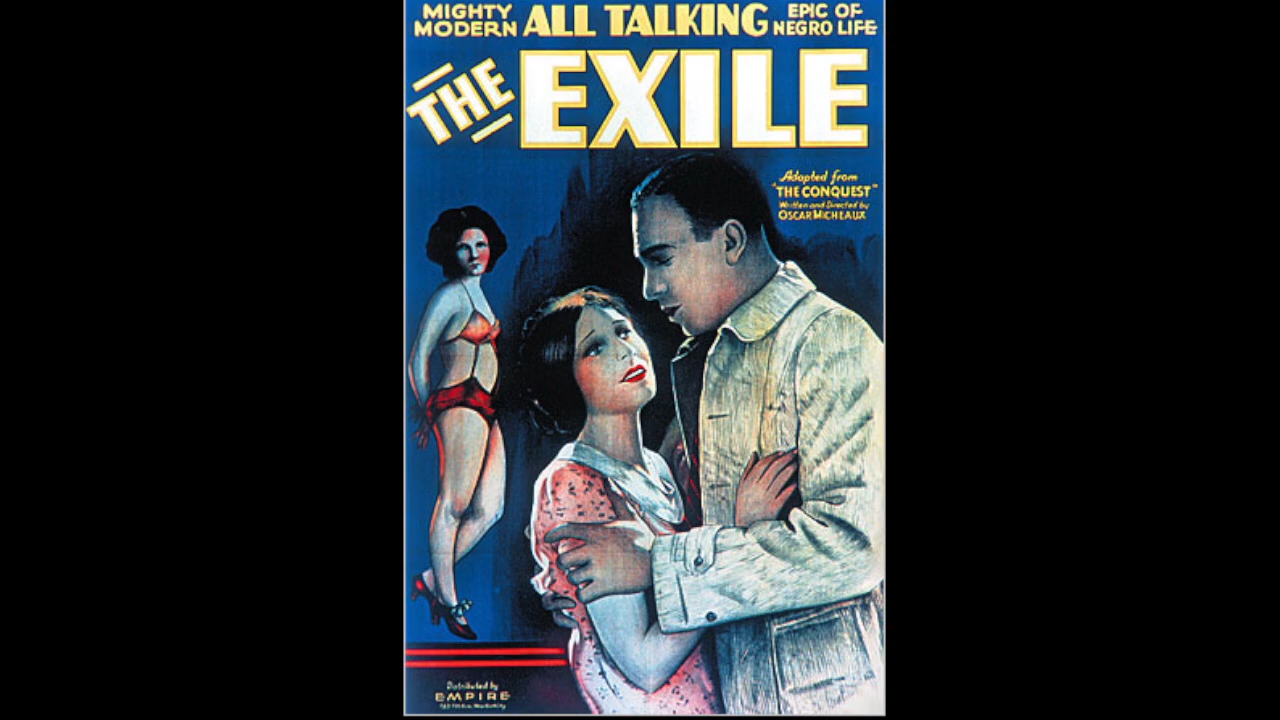 MIGHTY
MODERN
ALL TALKING
EPIC OF
NEGRO LIFE
THE EXILE
Adapted from
"THE CONQUEST"
Written and Directed by
OSCAR MICHEAUX
Distributed by
EMPIRE